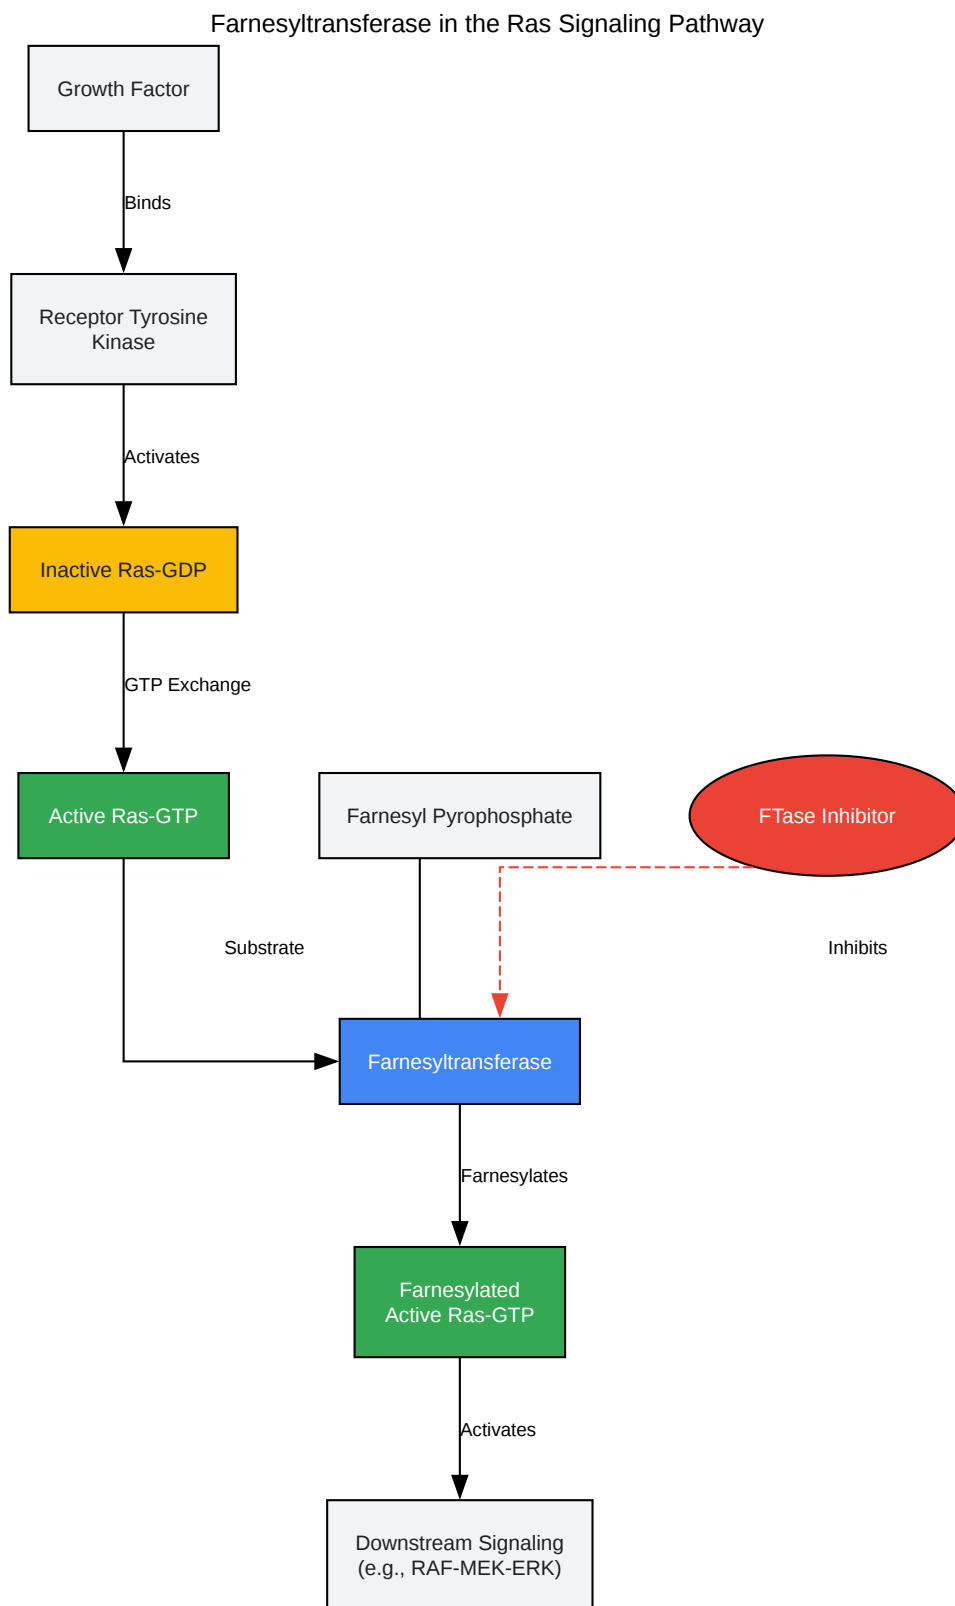 Farnesyltransferase in the Ras Signaling Pathway
Growth Factor
Binds
Receptor Tyrosine
Kinase
Activates
Inactive Ras-GDP
GTP Exchange
Active Ras-GTP
Farnesyl Pyrophosphate
FTase Inhibitor
Substrate
Inhibits
Farnesyltransferase
Farnesylates
Farnesylated
Active Ras-GTP
Activates
Downstream Signaling
(e.g., RAF-MEK-ERK)